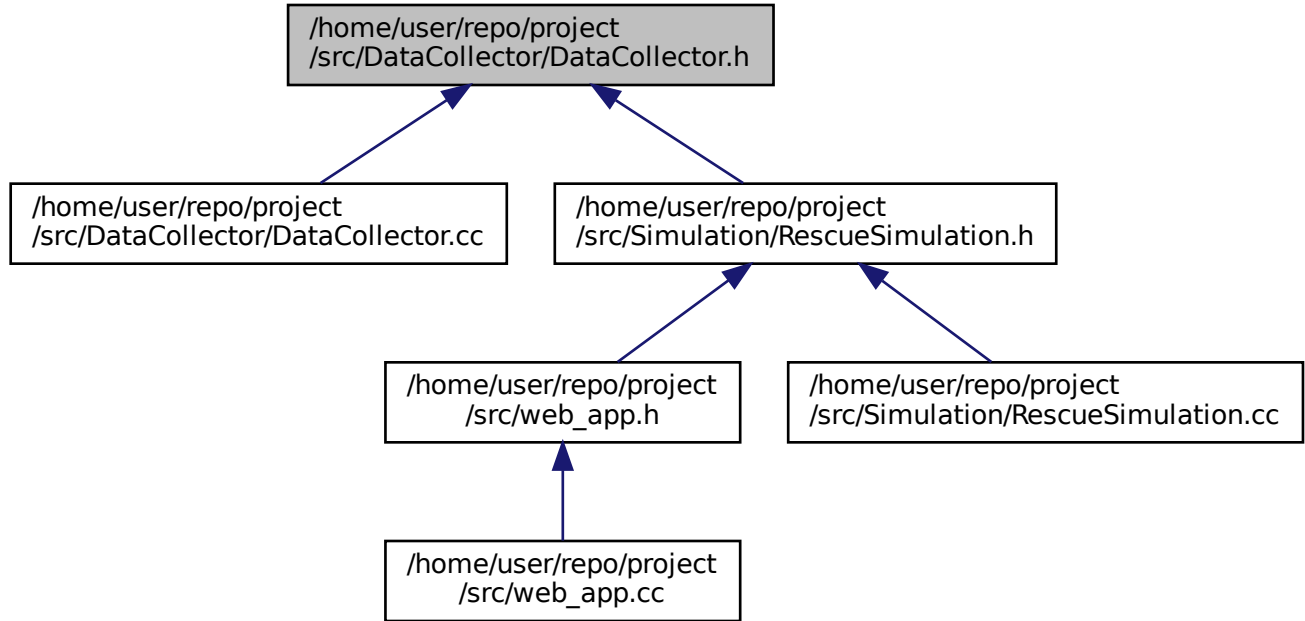 /home/user/repo/project
/src/DataCollector/DataCollector.h
/home/user/repo/project
/src/DataCollector/DataCollector.cc
/home/user/repo/project
/src/Simulation/RescueSimulation.h
/home/user/repo/project
/src/web_app.h
/home/user/repo/project
/src/Simulation/RescueSimulation.cc
/home/user/repo/project
/src/web_app.cc